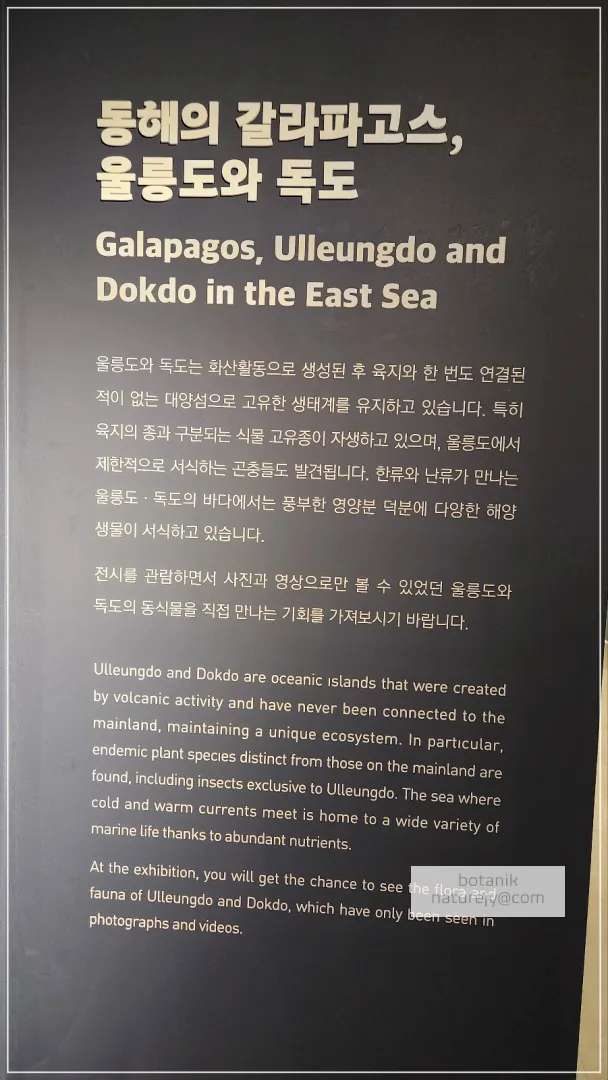 동해의 갈라파고스,
울릉도와 독도
Galapagos, Ulleungdo and
Dokdo in the East Sea
울릉도와 독도는 화산활동으로 생성된 후 육지와 한 번도 연결된
적이 없는 대양섬으로 고유한 생태계를 유지하고 있습니다. 특히
육지의 종과 구분되는 식물 고유종이 자생하고 있으며, 울릉도에서
제한적으로 서식하는 곤충들도 발견됩니다. 한류와 난류가 만나는
울릉도 · 독도의 바다에서는 풍부한 영양분 덕분에 다양한 해양
생물이 서식하고 있습니다.
전시를 관람하면서 사진과 영상으로만 볼 수 있었던 울릉도와
독도의 동식물을 직접 만나는 기회를 가져보시기 바랍니다.
Ulleungdo and Dokdo are oceanic islands that were created
by volcanic activity and have never been connected to the
mainland, maintaining a unique ecosystem. In particular,
endemic plant species distinct from those on the mainland are
found, including insects exclusive to Ulleungdo. The sea where
cold and warm currents meet is home to a wide variety of
marine life thanks to abundant nutrients.
At the exhibition, you will get the chance to see the flora and
fauna of Ulleungdo and Dokdo, which have only been seen in
photographs and videos.
botanik